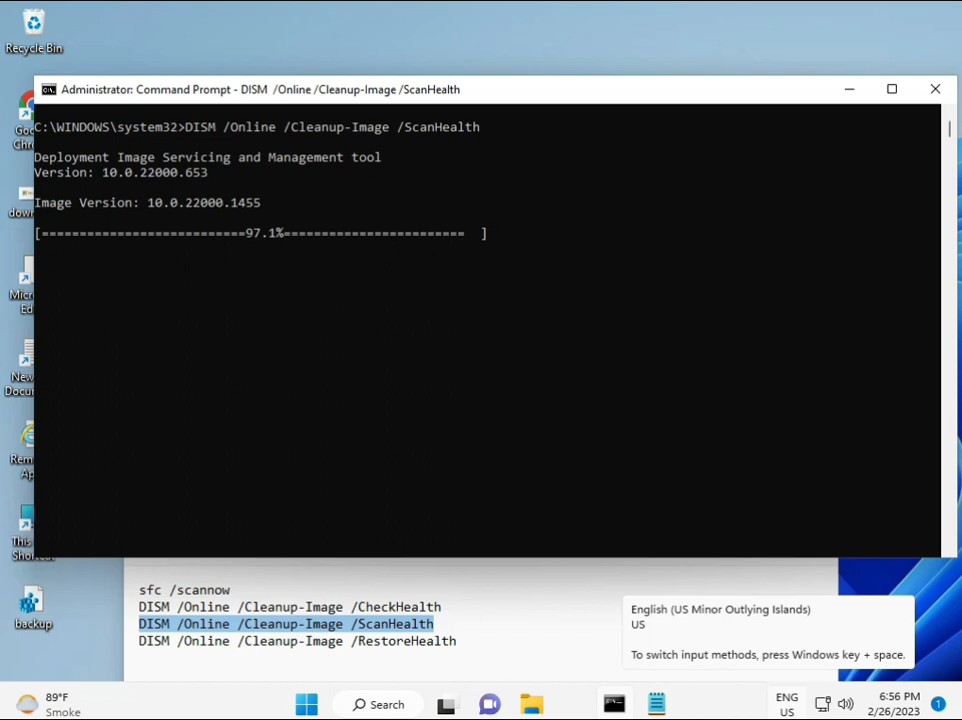 Recycle Bin
Administrator: Command Prompt - DISM /Online /Cleanup-Image /ScanHealth
C:\WINDOWS\system32>DISM /Online /Cleanup-Image /ScanHealth
Deployment Image Servicing and Management tool
Version: 10.0.22000.653
Image Version: 10.0.22000.1455
[===========================97.1%======================== ]
backup
sfc /scannow
DISM /Online /Cleanup-Image /CheckHealth
DISM /Online /Cleanup-Image /ScanHealth
DISM /Online /Cleanup-Image /RestoreHealth
English (US Minor Outlying Islands)
US
To switch input methods, press Windows key + space.
89°F
Smoke
Search
ENG
US
6:56 PM
2/26/2023
1